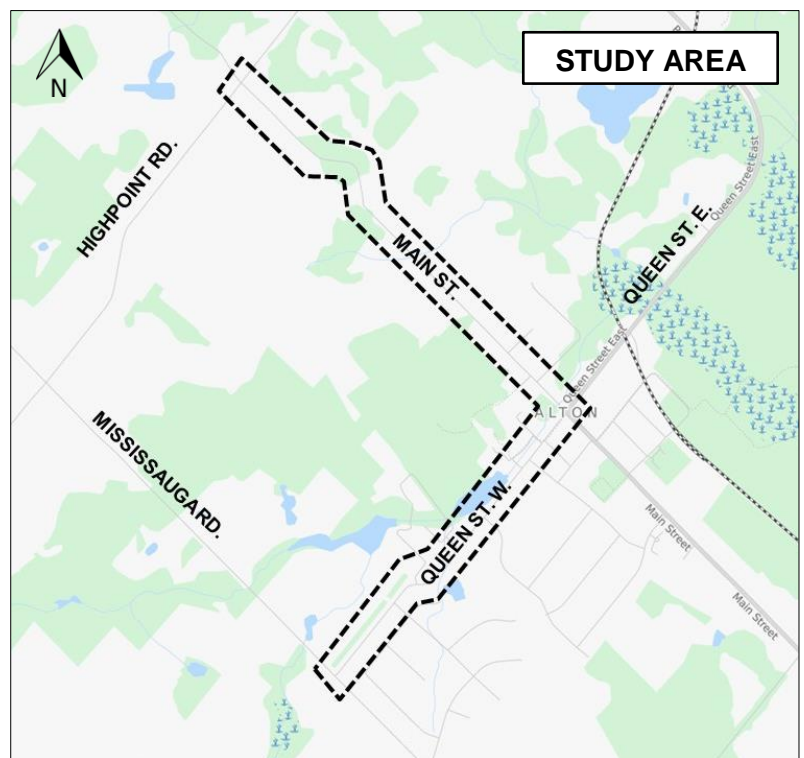 STUDY AREA
N
HIGHPOINT RD.
Queen Street East
QUEEN ST. E.
MAIN ST.
Queen Street East
ALTON
MISSISSAUGA RD.
QUEEN ST. W.
Main Street
Main Street